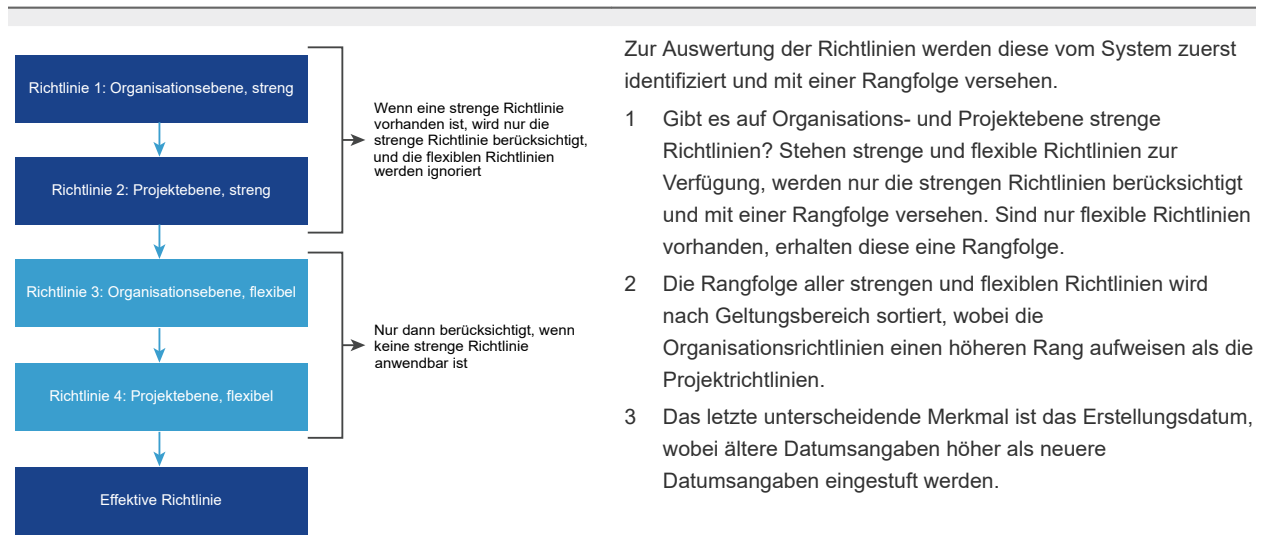 Richtlinie 1: Organisationsebene, streng
Richtlinie 2: Projektebene, streng
Richtlinie 3: Organisationsebene, flexibel
Richtlinie 4: Projektebene, flexibel
Effektive Richtlinie
Wenn eine strenge Richtlinie
vorhanden ist, wird nur die
strenge Richtlinie berücksichtigt,
und die flexiblen Richtlinien
werden ignoriert
Nur dann berücksichtigt, wenn
keine strenge Richtlinie
anwendbar ist
Zur Auswertung der Richtlinien werden diese vom System zuerst
identifiziert und mit einer Rangfolge versehen.
1 Gibt es auf Organisations- und Projektebene strenge
Richtlinien? Stehen strenge und flexible Richtlinien zur
Verfügung, werden nur die strengen Richtlinien berücksichtigt
und mit einer Rangfolge versehen. Sind nur flexible Richtlinien
vorhanden, erhalten diese eine Rangfolge.
2 Die Rangfolge aller strengen und flexiblen Richtlinien wird
nach Geltungsbereich sortiert, wobei die
Organisationsrichtlinien einen höheren Rang aufweisen als die
Projektrichtlinien.
3 Das letzte unterscheidende Merkmal ist das Erstellungsdatum,
wobei ältere Datumsangaben höher als neuere
Datumsangaben eingestuft werden.